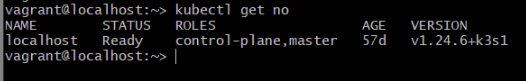 vagrant@localhost:~> kubectl get no
NAME STATUS ROLES AGE VERSION
localhost Ready control-plane,master 57d v1.24.6+k3s1
vagrant@localhost:~>